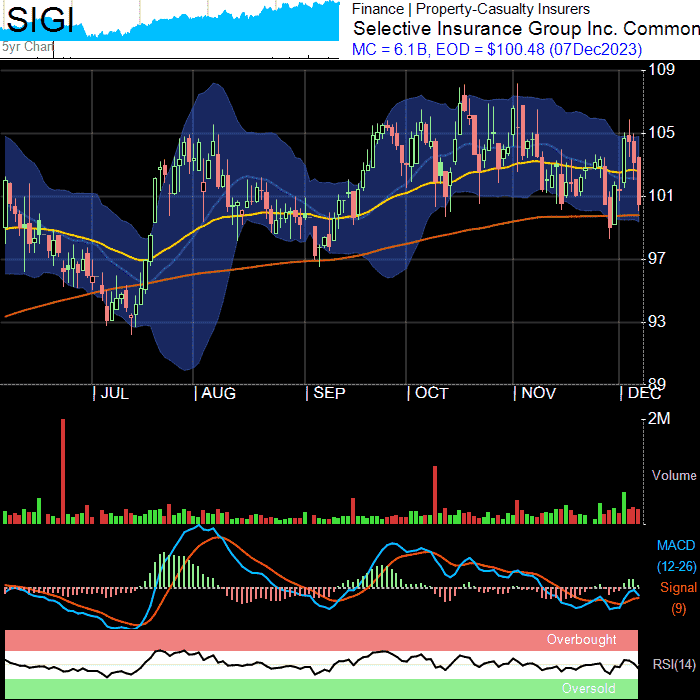 SIGI
5yr Chart
Finance | Property-Casualty Insurers
Selective Insurance Group Inc. Common
MC = 6.1B, EOD = $100.48 (07Dec2023)
109
105
101
97
93
89
JUL AUG SEP OCT NOV DEC
2M
Volume
MACD
(12-26)
Signal
(9)
Overbought
RSI(14)
Oversold